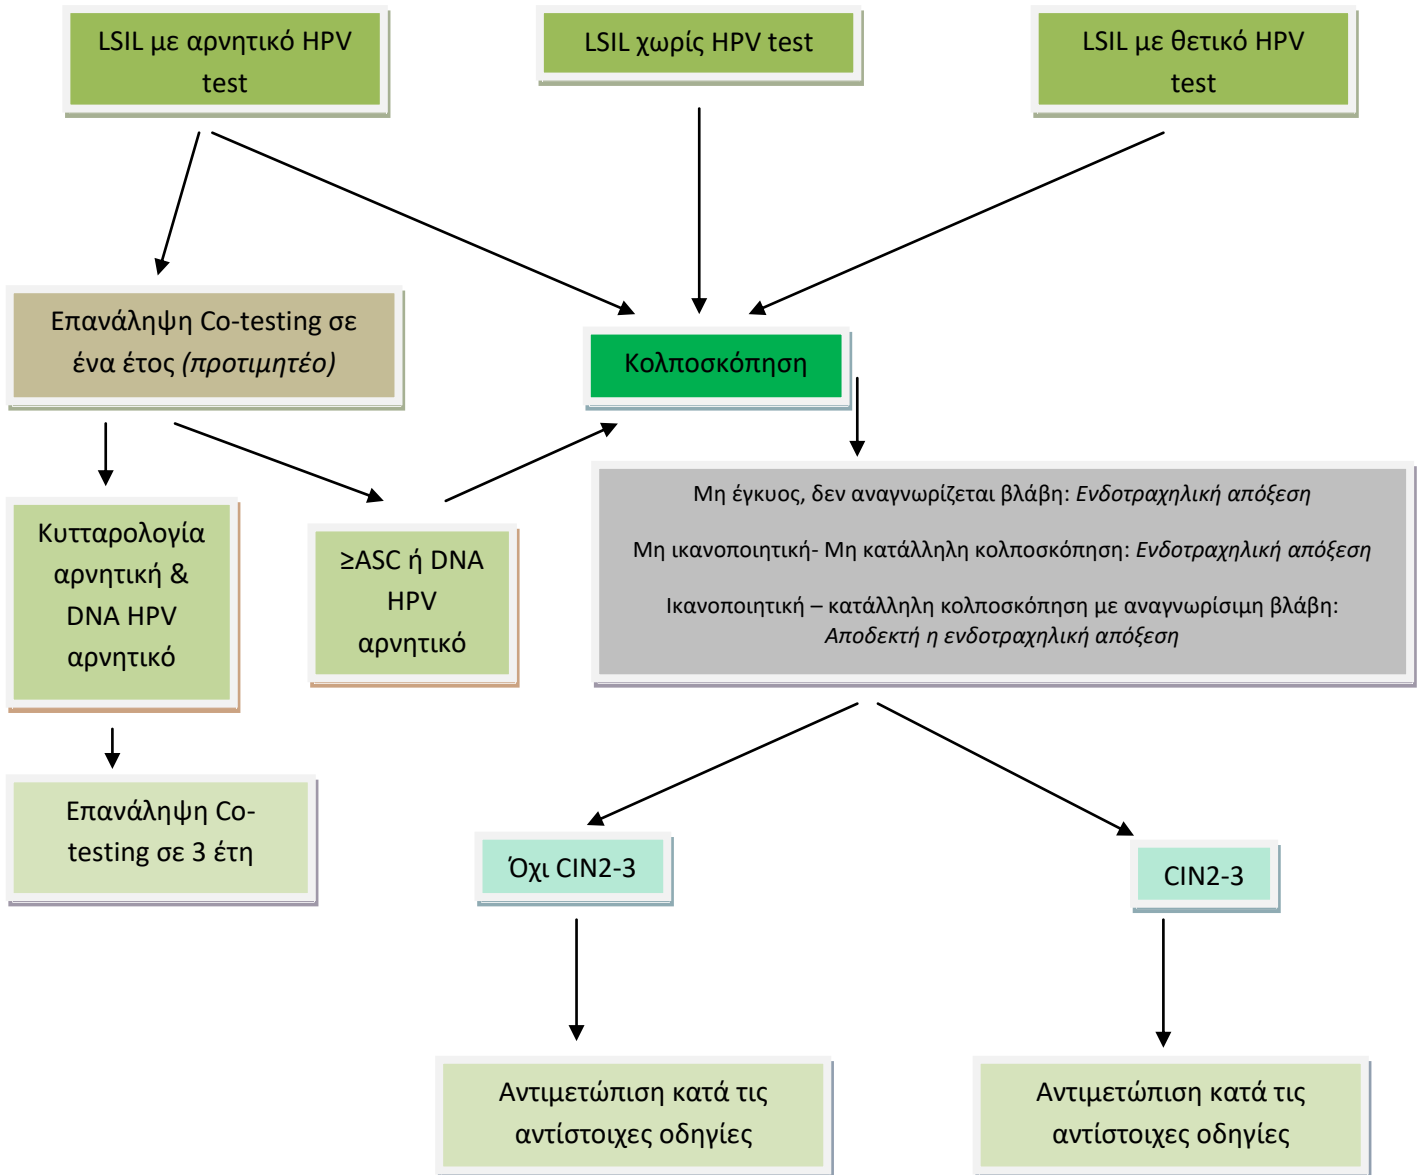 LSIL με αρνητικό HPV
test
LSIL χωρίς HPV test
LSIL με θετικό HPV
test
Επανάληψη Co-testing σε
ένα έτος (προτιμητέο)
Κολποσκόπηση
Κυτταρολογία
αρνητική &
DNA HPV
αρνητικό
≥ASC ή DNA
HPV
αρνητικό
Μη έγκυος, δεν αναγνωρίζεται βλάβη: Ενδοτραχηλική απόξεση
Μη ικανοποιητική- Μη κατάλληλη κολποσκόπηση: Ενδοτραχηλική απόξεση
Ικανοποιητική – κατάλληλη κολποσκόπηση με αναγνωρίσιμη βλάβη:
Αποδεκτή η ενδοτραχηλική απόξεση
Επανάληψη Co-
testing σε 3 έτη
Όχι CIN2-3
CIN2-3
Αντιμετώπιση κατά τις
αντίστοιχες οδηγίες
Αντιμετώπιση κατά τις
αντίστοιχες οδηγίες